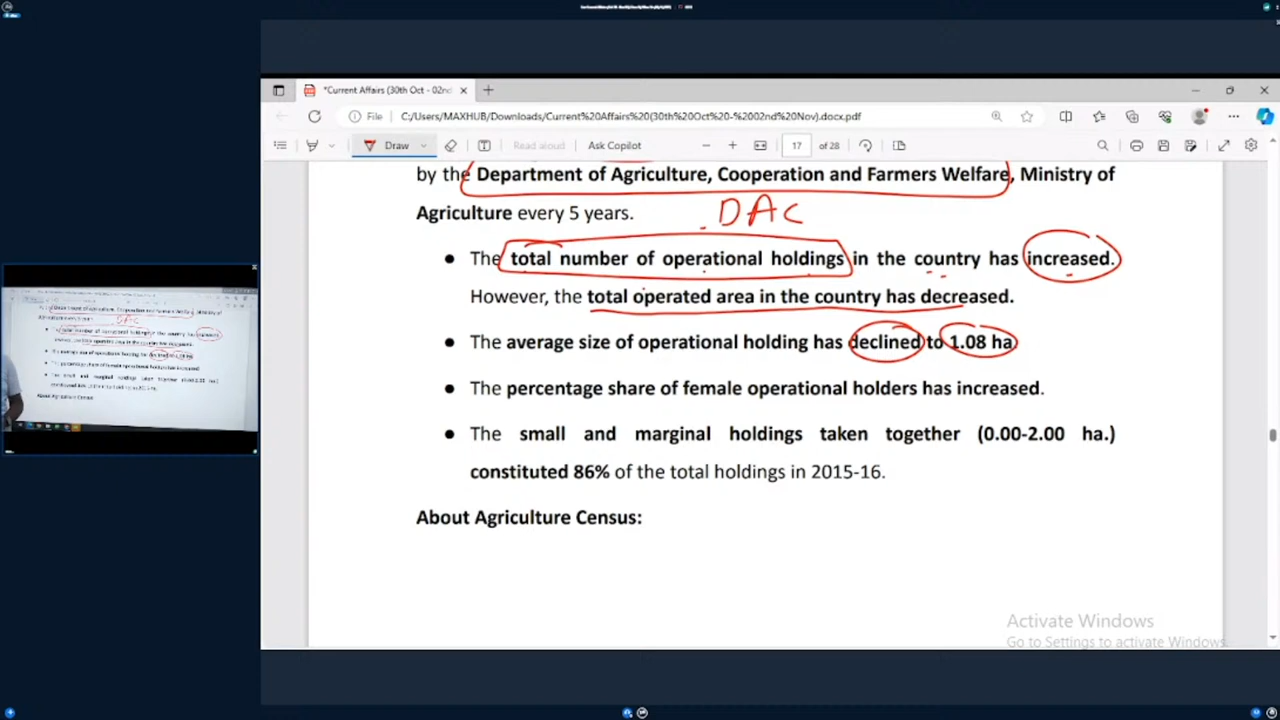 *Current Affairs (30th Oct - 02nd
File C:/Users/MAXHUB/Downloads/Current%20Affairs%20(30th%20Oct%20-%2002nd%20Nov).docx.pdf
Draw Read aloud Ask Copilot 17 of 28
by the Department of Agriculture, Cooperation and Farmers Welfare, Ministry of
Agriculture every 5 years.
DAC
● The total number of operational holdings in the country has increased.
However, the total operated area in the country has decreased.
● The average size of operational holding has declined to 1.08 ha
● The percentage share of female operational holders has increased.
● The small and marginal holdings taken together (0.00-2.00 ha.)
constituted 86% of the total holdings in 2015-16.
About Agriculture Census:
Activate Windows
Go to Settings to activate Windows.